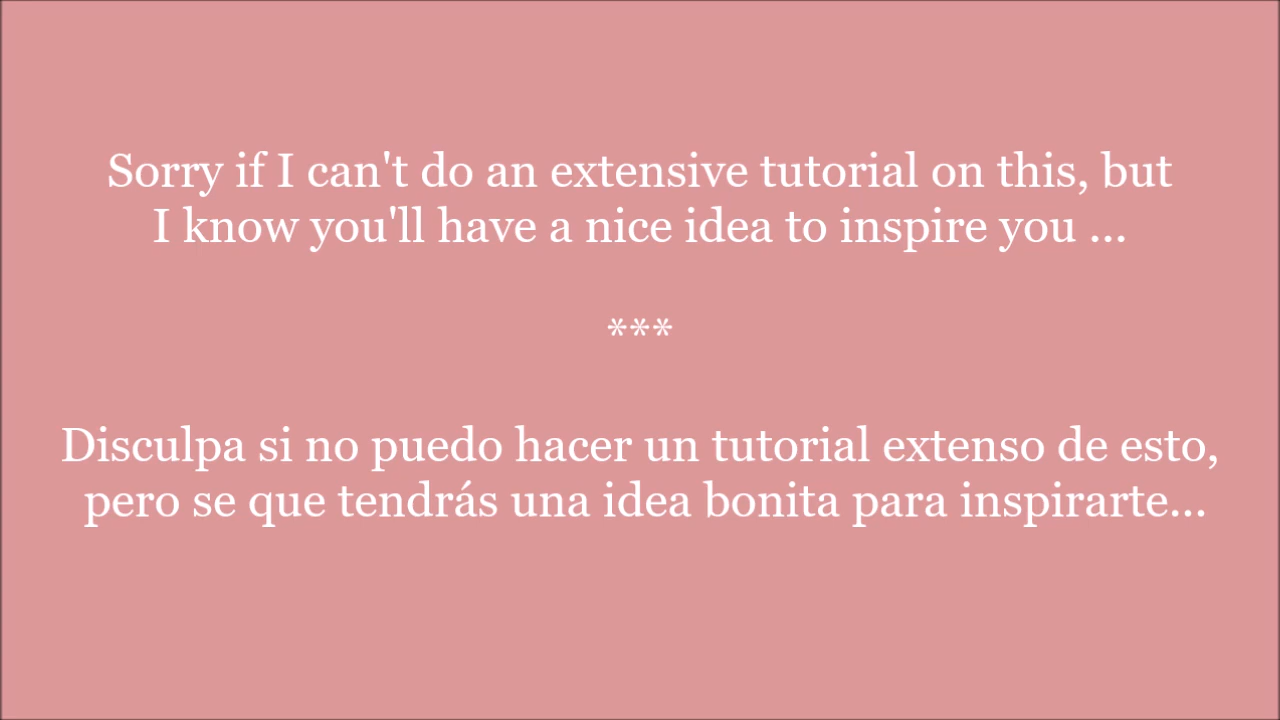 Sorry if I can't do an extensive tutorial on this, but
I know you'll have a nice idea to inspire you ...
***
Disculpa si no puedo hacer un tutorial extenso de esto,
pero se que tendrás una idea bonita para inspirarte...